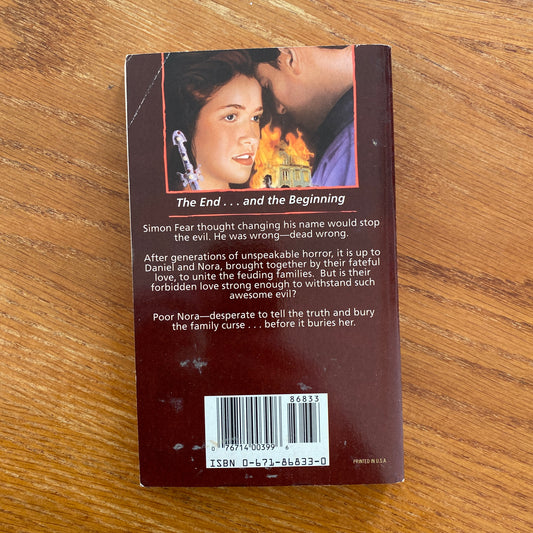 The End . . . and the Beginning
Simon Fear thought changing his name would stop
the evil. He was wrong—dead wrong.
After generations of unspeakable horror, it is up to
Daniel and Nora, brought together by their fateful
love, to unite the feuding families. But is their
forbidden love strong enough to withstand such
awesome evil?
Poor Nora—desperate to tell the truth and bury
the family curse . . . before it buries her.
86833
0 76714 00399 6
ISBN 0-671-86833-0
PRINTED IN U.S.A.